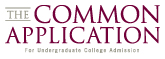 THE COMMON
APPLICATION
For Undergraduate College Admission